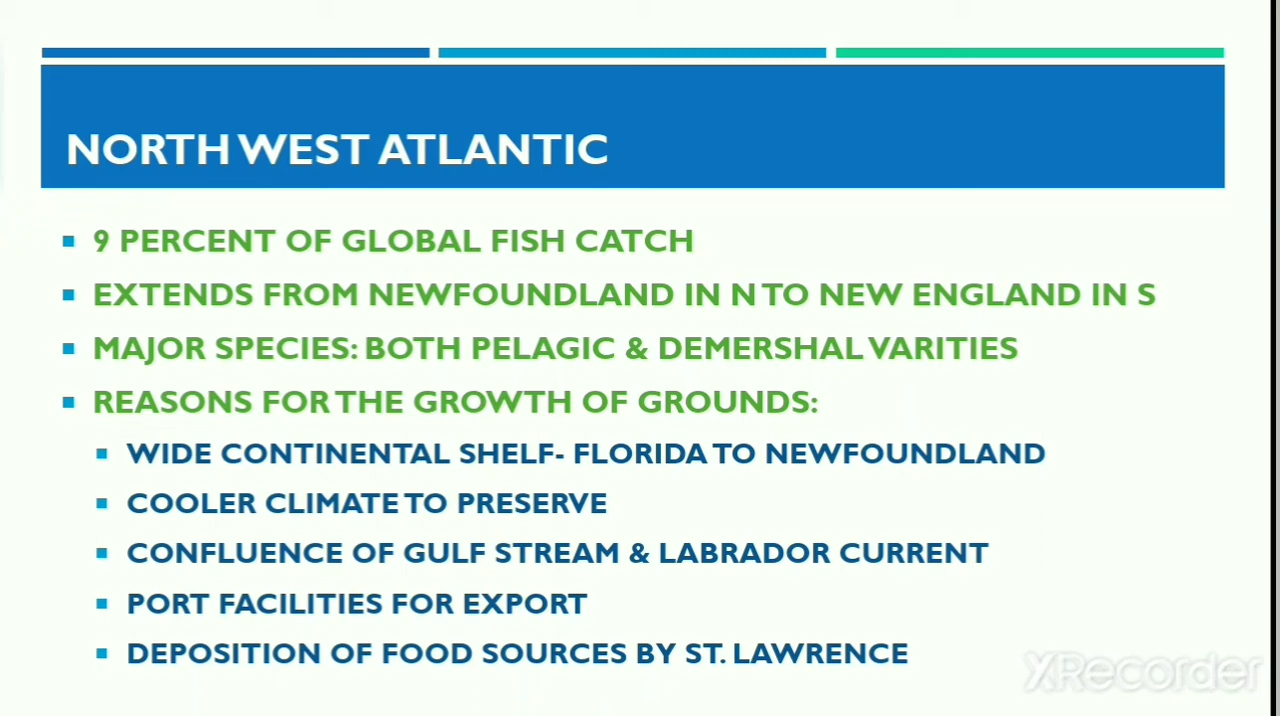 NORTH WEST ATLANTIC
9 PERCENT OF GLOBAL FISH CATCH
EXTENDS FROM NEWFOUNDLAND IN N TO NEW ENGLAND IN S
MAJOR SPECIES: BOTH PELAGIC & DEMERSHAL VARITIES
REASONS FOR THE GROWTH OF GROUNDS:
WIDE CONTINENTAL SHELF- FLORIDA TO NEWFOUNDLAND
COOLER CLIMATE TO PRESERVE
CONFLUENCE OF GULF STREAM & LABRADOR CURRENT
PORT FACILITIES FOR EXPORT
DEPOSITION OF FOOD SOURCES BY ST. LAWRENCE
XRecorder